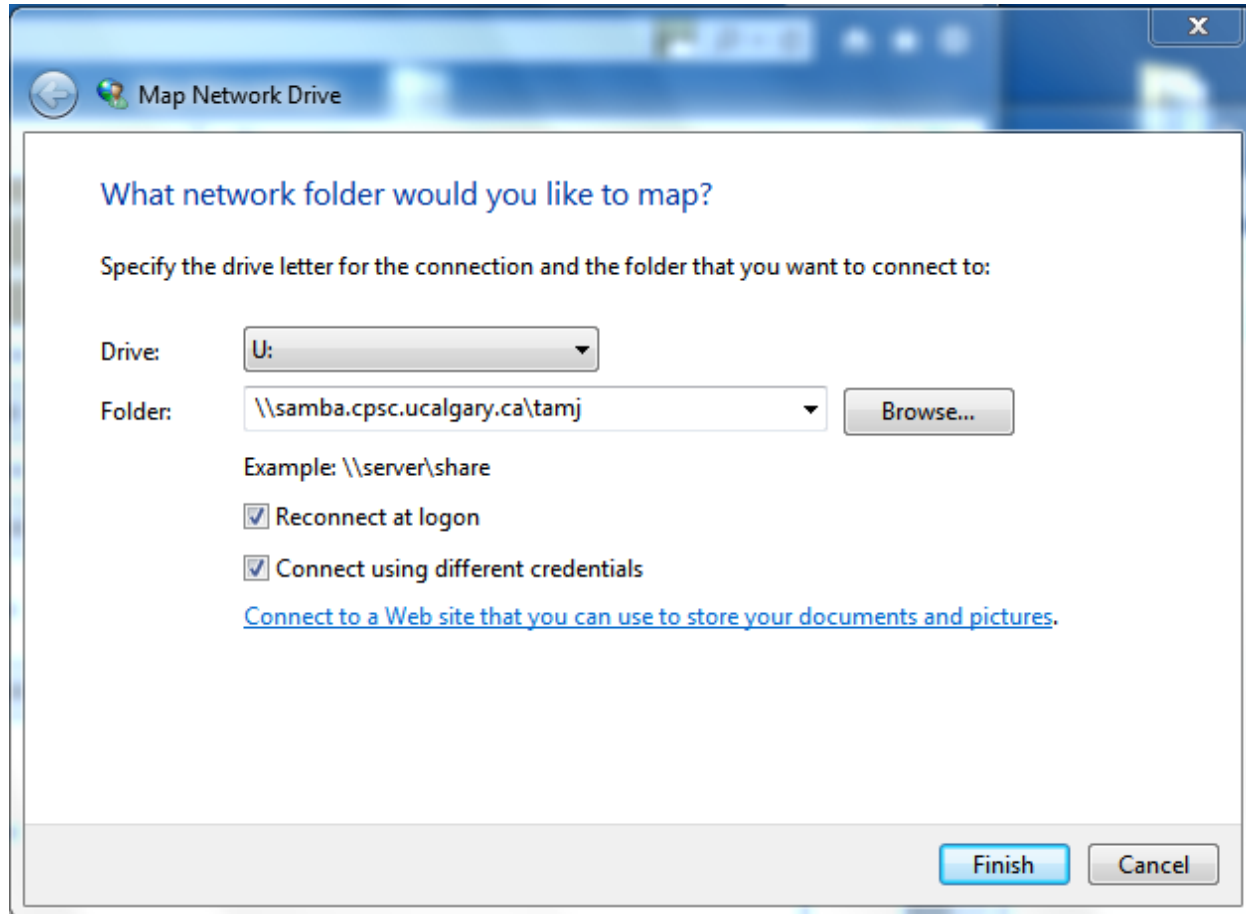 Map Network Drive
What network folder would you like to map?
Specify the drive letter for the connection and the folder that you want to connect to:
Drive: U:
Folder: \\samba.cpsc.ucalgary.ca\tamj Browse...
Example: \\server\share
Reconnect at logon
Connect using different credentials
Connect to a Web site that you can use to store your documents and pictures.
Finish Cancel